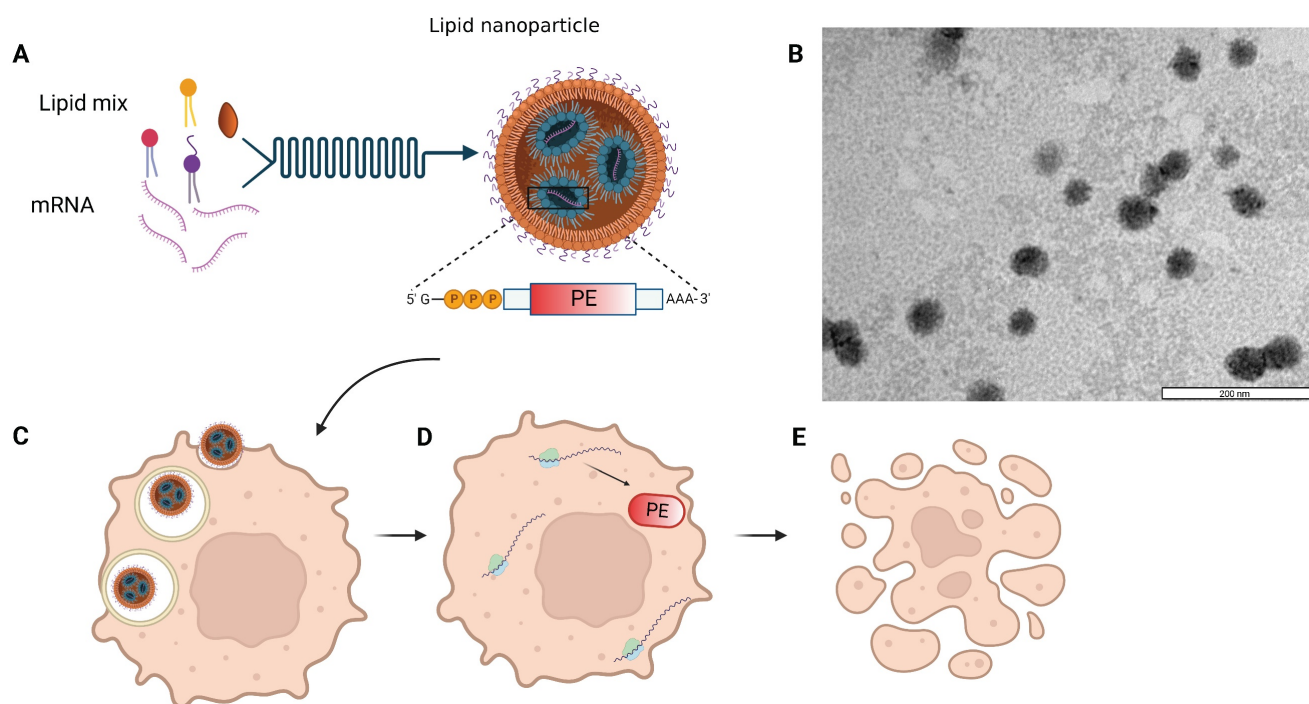 Lipid nanoparticle
A
B
Lipid mix
mRNA
5' G
P P P
PE
AAA-3'
200 nm
C
D
E
PE